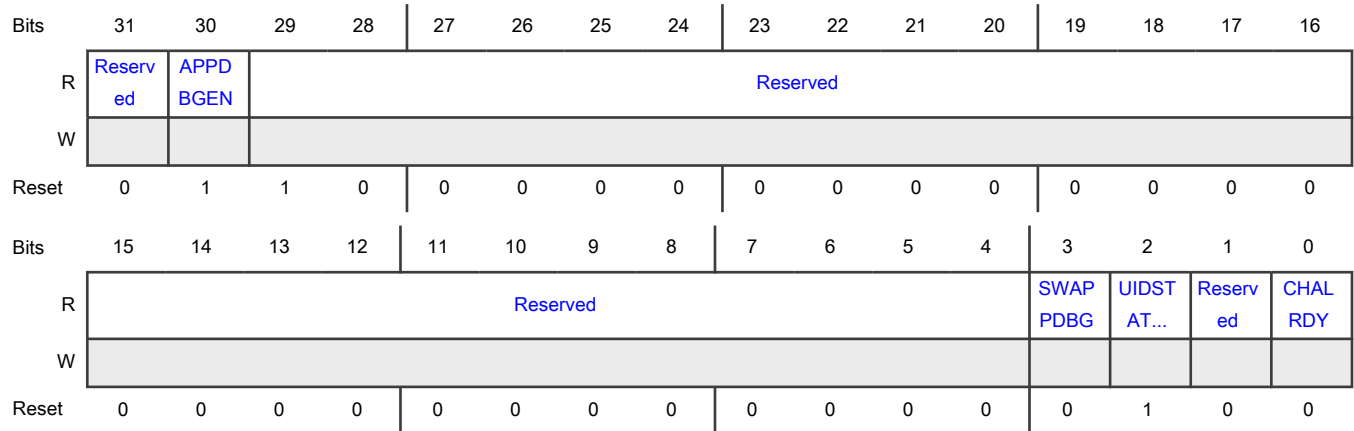 Bits 31 30 29 28 27 26 25 24 23 22 21 20 19 18 17 16
R Reserv ed APPD BGEN Reserved
W
Reset 0 1 1 0 0 0 0 0 0 0 0 0 0 0 0 0
Bits 15 14 13 12 11 10 9 8 7 6 5 4 3 2 1 0
R Reserved SWAP PDBG UIDST AT... Reserv ed CHAL RDY
W
Reset 0 0 0 0 0 0 0 0 0 0 0 0 0 1 0 0